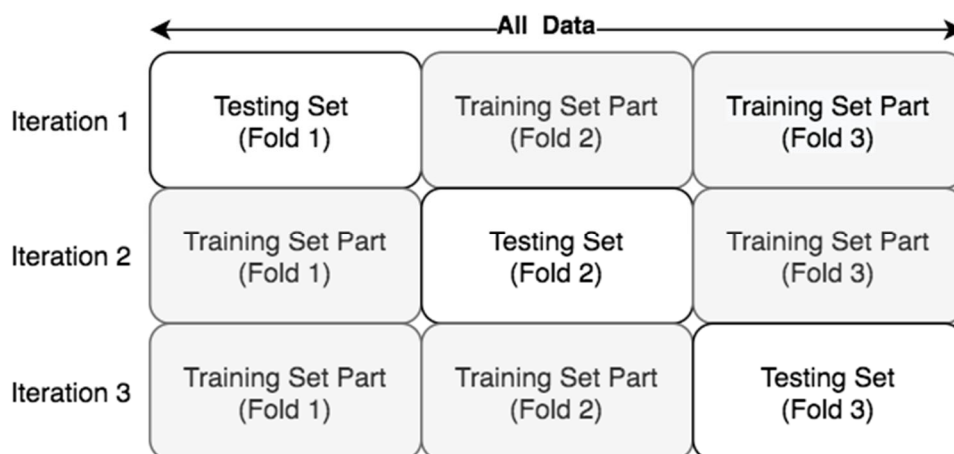 All Data
Iteration 1
Testing Set
(Fold 1)
Training Set Part
(Fold 2)
Training Set Part
(Fold 3)
Iteration 2
Training Set Part
(Fold 1)
Testing Set
(Fold 2)
Training Set Part
(Fold 3)
Iteration 3
Training Set Part
(Fold 1)
Training Set Part
(Fold 2)
Testing Set
(Fold 3)